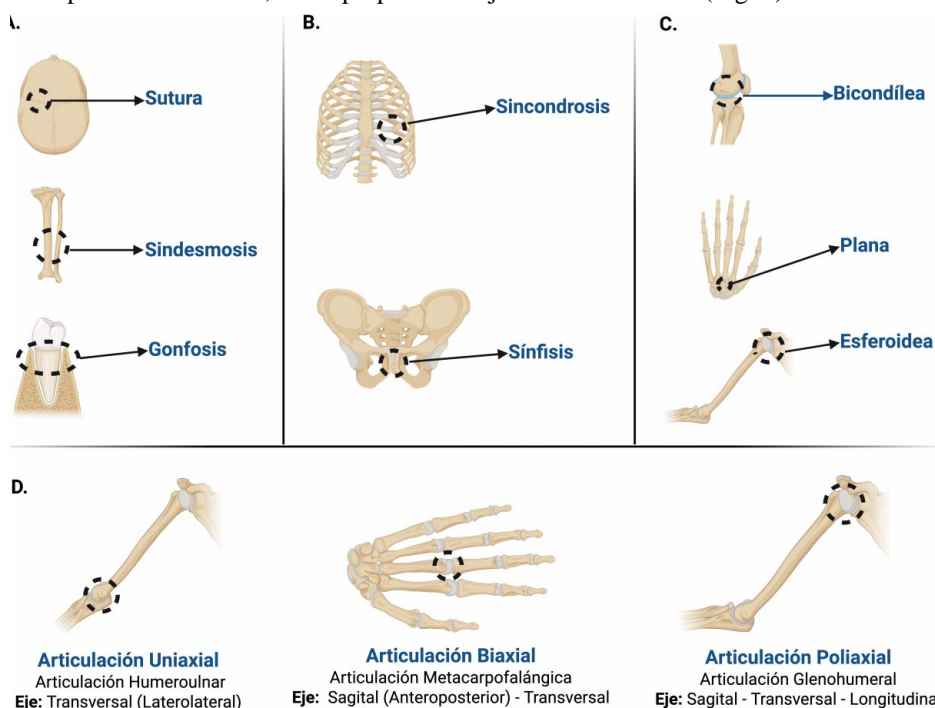 A.
Sutura
Sindesmosis
Gonfosis
B.
Sincondrosis
Sínfisis
C.
Bicondílea
Plana
Esferoidea
D.
Articulación Uniaxial
Articulación Humeroulnar
Eje: Transversal (Laterolateral)
Articulación Biaxial
Articulación Metacarpofalángica
Eje: Sagital (Anteroposterior) - Transversal
Articulación Poliaxial
Articulación Glenohumeral
Eje: Sagital - Transversal - Longitudina